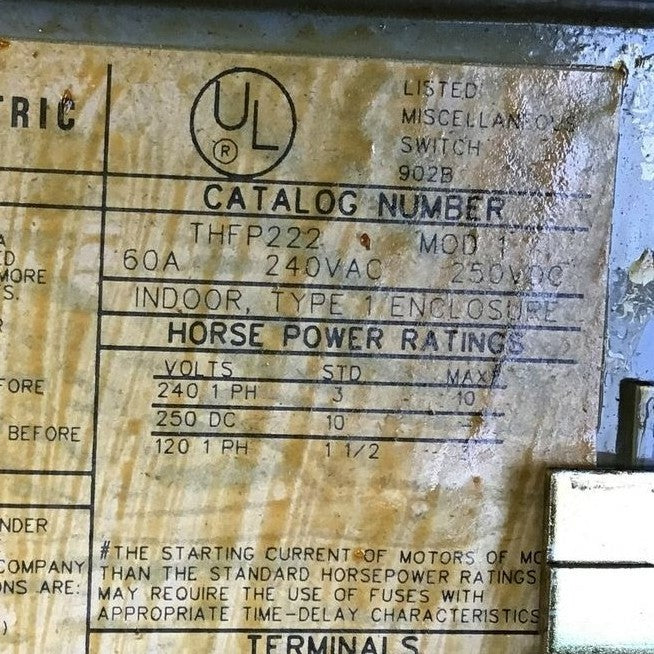 TRIC
UL
®
LISTED
MISCELLANEOUS
SWITCH
902B
CATALOG NUMBER
THFP222 MOD 1
60A 240VAC 250VDC
INDOOR, TYPE 1 ENCLOSURE
HORSE POWER RATINGS
VOLTS STD MAX#
240 1 PH 3 10
250 DC 10
120 1 PH 1 1/2
#THE STARTING CURRENT OF MOTORS OF MO
THAN THE STANDARD HORSEPOWER RATINGS
MAY REQUIRE THE USE OF FUSES WITH
APPROPRIATE TIME-DELAY CHARACTERISTICS
TERMINALS
A
ED
MORE
S.
R
FORE
BEFORE
NDER
COMPANY
ONS ARE:
)